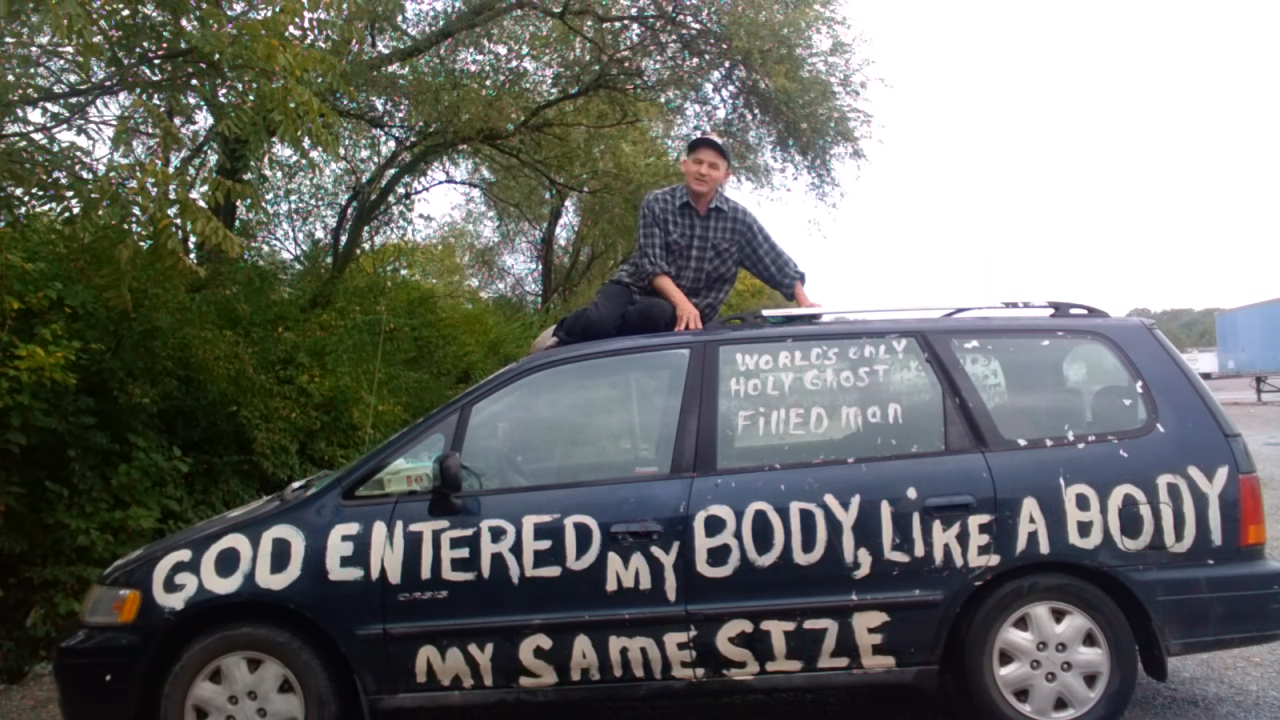 WORLD'S ONLY
HOLY GHOST
FillED mAn
GOD ENTERED MY BODY, LiKE A BODY
MY SAmE SIZE